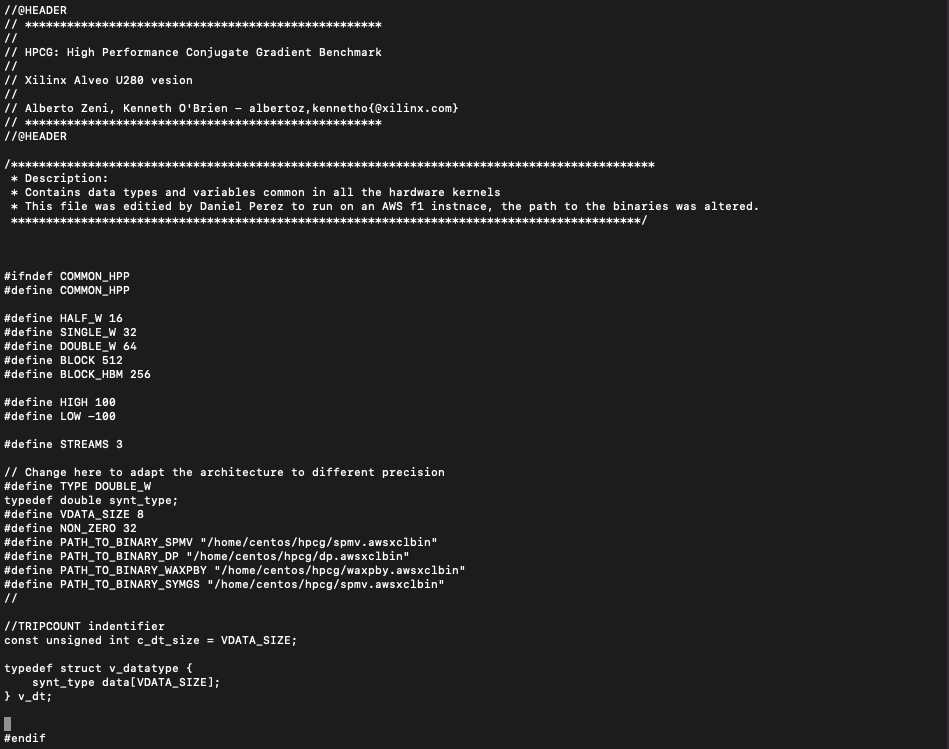 //@HEADER
// ***************************************************
//
// HPCG: High Performance Conjugate Gradient Benchmark
//
// Xilinx Alveo U280 vesion
//
// Alberto Zeni, Kenneth O'Brien - albertoz,kennetho{@xilinx.com}
// ***************************************************
//@HEADER
/********************************************************************************************
* Description:
* Contains data types and variables common in all the hardware kernels
* This file was editied by Daniel Perez to run on an AWS f1 instnace, the path to the binaries was altered.
******************************************************************************************/
#ifndef COMMON_HPP
#define COMMON_HPP
#define HALF_W 16
#define SINGLE_W 32
#define DOUBLE_W 64
#define BLOCK 512
#define BLOCK_HBM 256
#define HIGH 100
#define LOW -100
#define STREAMS 3
// Change here to adapt the architecture to different precision
#define TYPE DOUBLE_W
typedef double synt_type;
#define VDATA_SIZE 8
#define NON_ZERO 32
#define PATH_TO_BINARY_SPMV "/home/centos/hpcg/spmv.awsxclbin"
#define PATH_TO_BINARY_DP "/home/centos/hpcg/dp.awsxclbin"
#define PATH_TO_BINARY_WAXPBY "/home/centos/hpcg/waxpby.awsxclbin"
#define PATH_TO_BINARY_SYMGS "/home/centos/hpcg/spmv.awsxclbin"
//
//TRIPCOUNT indentifier
const unsigned int c_dt_size = VDATA_SIZE;
typedef struct v_datatype {
    synt_type data[VDATA_SIZE];
} v_dt;
#endif